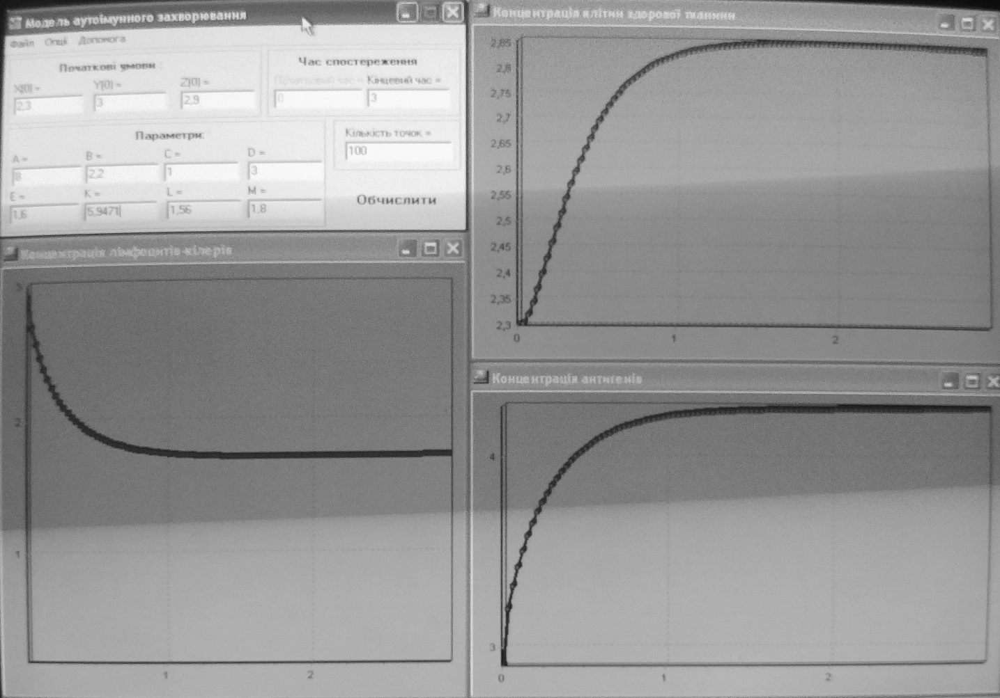 Модель аутоімунного захворювання
Файл Опції Допомога
Початкові умови :
X(0) = Y(0) = Z(0) =
2,3 3 2,9
Час спостереження
Початковий час = Кінцевий час =
0 3
Параметри:
A = B = C = D =
8 2,2 1 3
E = K = L = M =
1,6 5,9471 1,56 1,8
Кількість точок =
100
Обчислити
Концентрація клітин здорової тканини
2,85
2,8
2,75
2,7
2,65
2,6
2,55
2,5
2,45
2,4
2,35
2,3
0 1 2
Концентрація лімфоцитів-кілерів
3
2
1
1 2
Концентрація антигенів
4
3
0 1 2